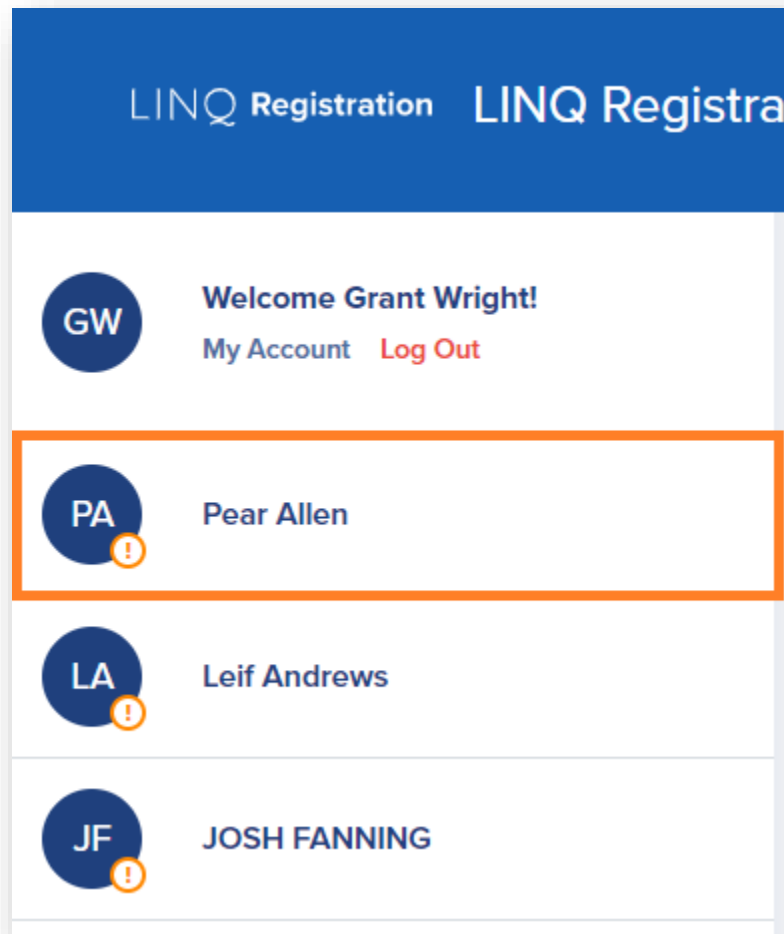 LINQ Registration LINQ Registra
GW
Welcome Grant Wright!
My Account Log Out
PA
!
Pear Allen
LA
!
Leif Andrews
JF
!
JOSH FANNING